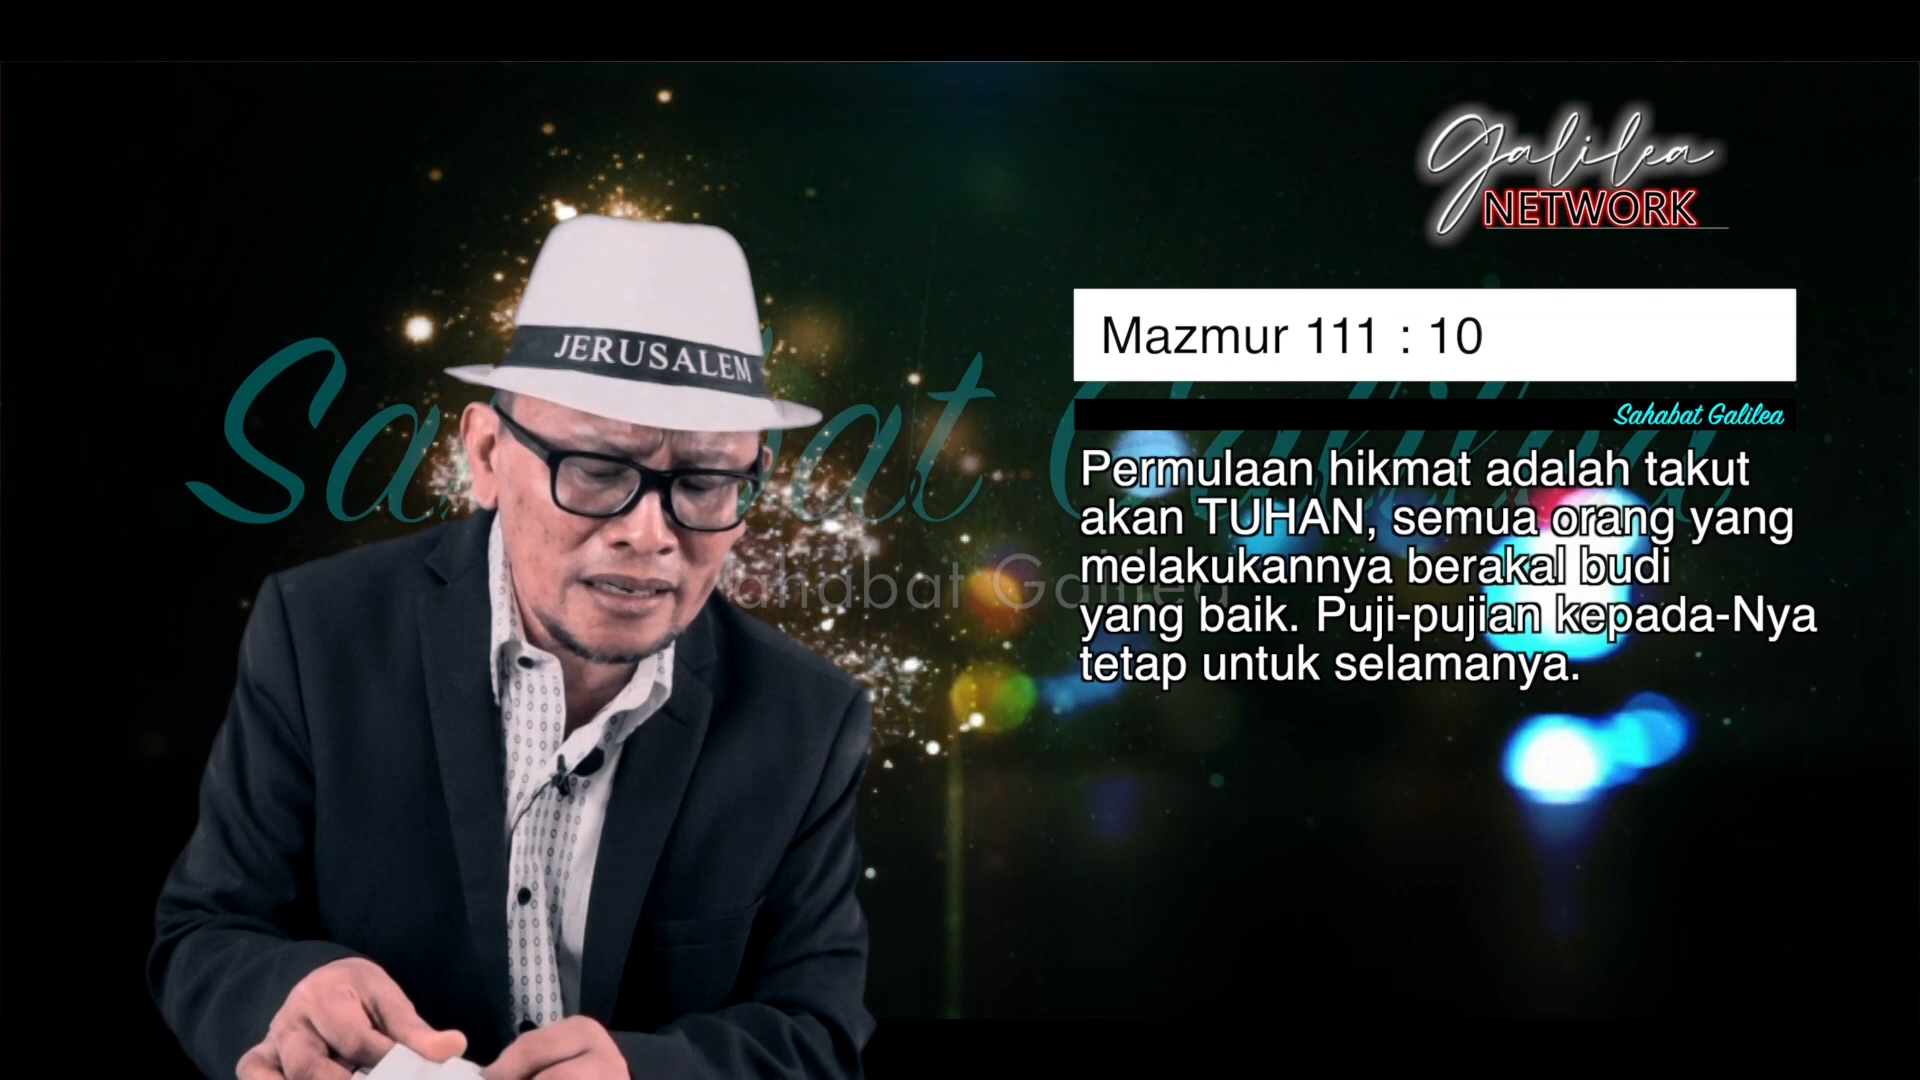 Galilea
NETWORK
JERUSALEM
Mazmur 111 : 10
Sahabat Galilea
Permulaan hikmat adalah takut
akan TUHAN, semua orang yang
melakukannya berakal budi
yang baik. Puji-pujian kepada-Nya
tetap untuk selamanya.